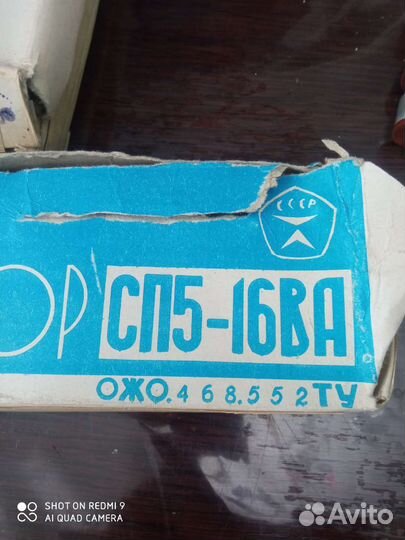 СССР
ОР СП5-16ВА
ОЖО.468.552ТУ
SHOT ON REDMI 9
AI QUAD CAMERA
Avito